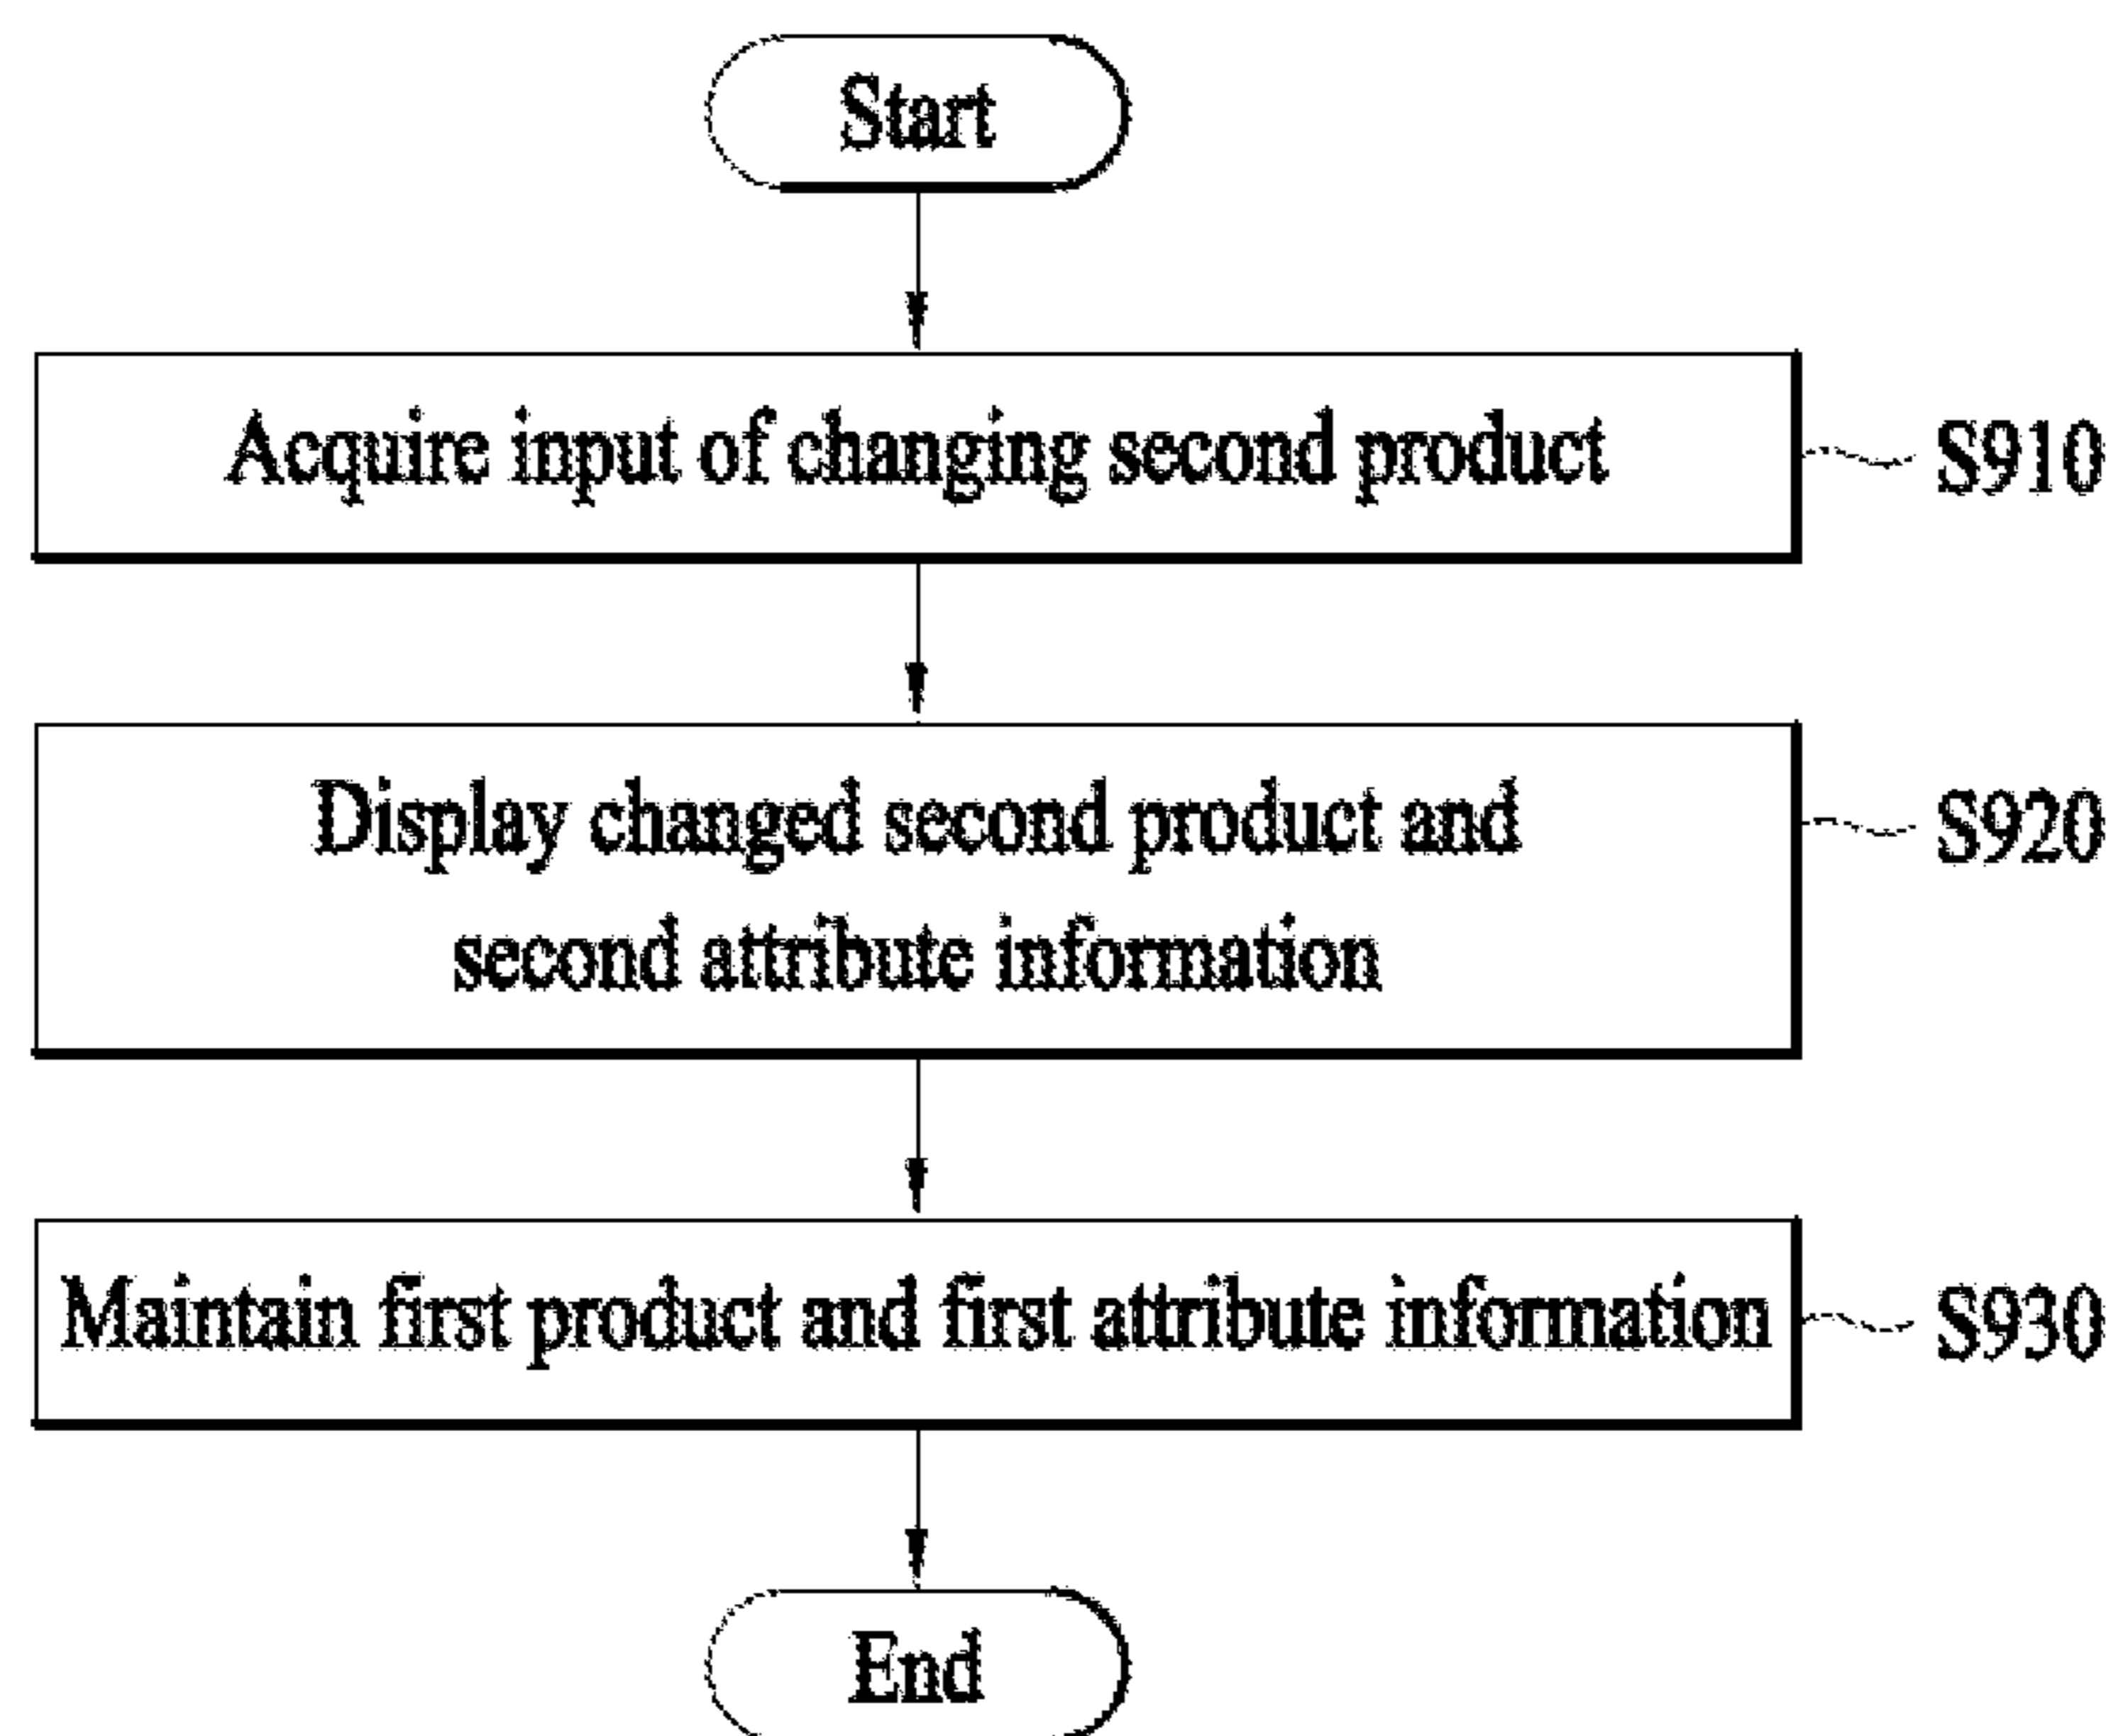 Start
Acquire input of changing second product
S910
Display changed second product and
second attribute information
S920
Maintain first product and first attribute information
S930
End